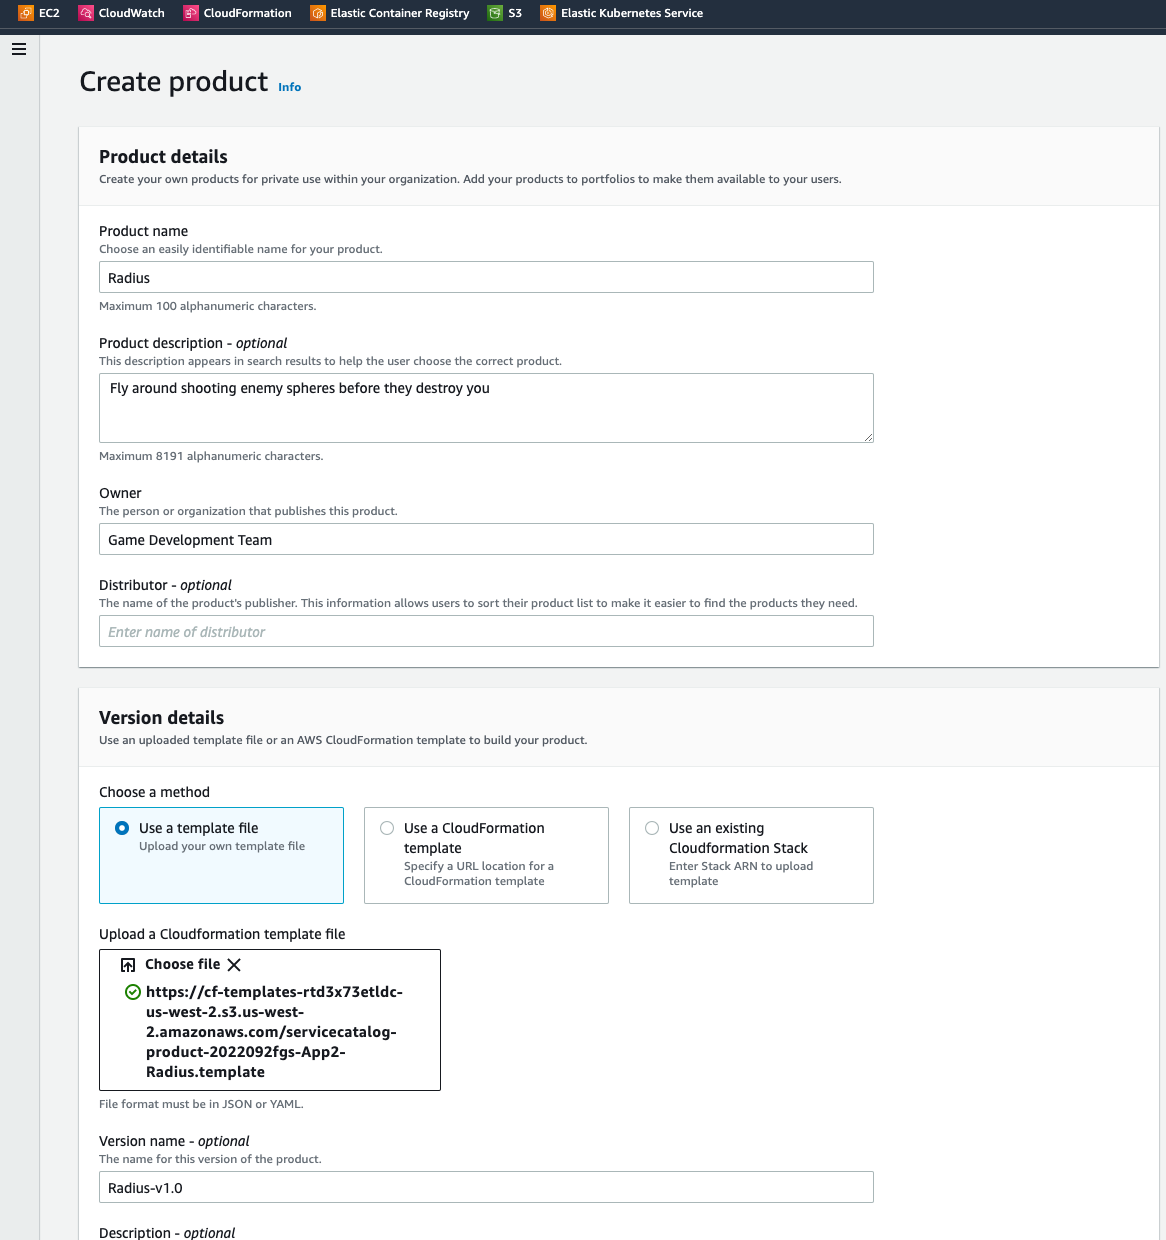 EC2 CloudWatch CloudFormation Elastic Container Registry S3 Elastic Kubernetes Service
Create product Info
Product details
Create your own products for private use within your organization. Add your products to portfolios to make them available to your users.
Product name
Choose an easily identifiable name for your product.
Radius
Maximum 100 alphanumeric characters.
Product description - optional
This description appears in search results to help the user choose the correct product.
Fly around shooting enemy spheres before they destroy you
Maximum 8191 alphanumeric characters.
Owner
The person or organization that publishes this product.
Game Development Team
Distributor - optional
The name of the product's publisher. This information allows users to sort their product list to make it easier to find the products they need.
Enter name of distributor
Version details
Use an uploaded template file or an AWS CloudFormation template to build your product.
Choose a method
Use a template file
Upload your own template file
Use a CloudFormation
template
Specify a URL location for a
CloudFormation template
Use an existing
Cloudformation Stack
Enter Stack ARN to upload
template
Upload a Cloudformation template file
Choose file
https://cf-templates-rtd3x73etldc-
us-west-2.s3.us-west-
2.amazonaws.com/servicecatalog-
product-2022092fgs-App2-
Radius.template
File format must be in JSON or YAML.
Version name - optional
The name for this version of the product.
Radius-v1.0
Description - optional